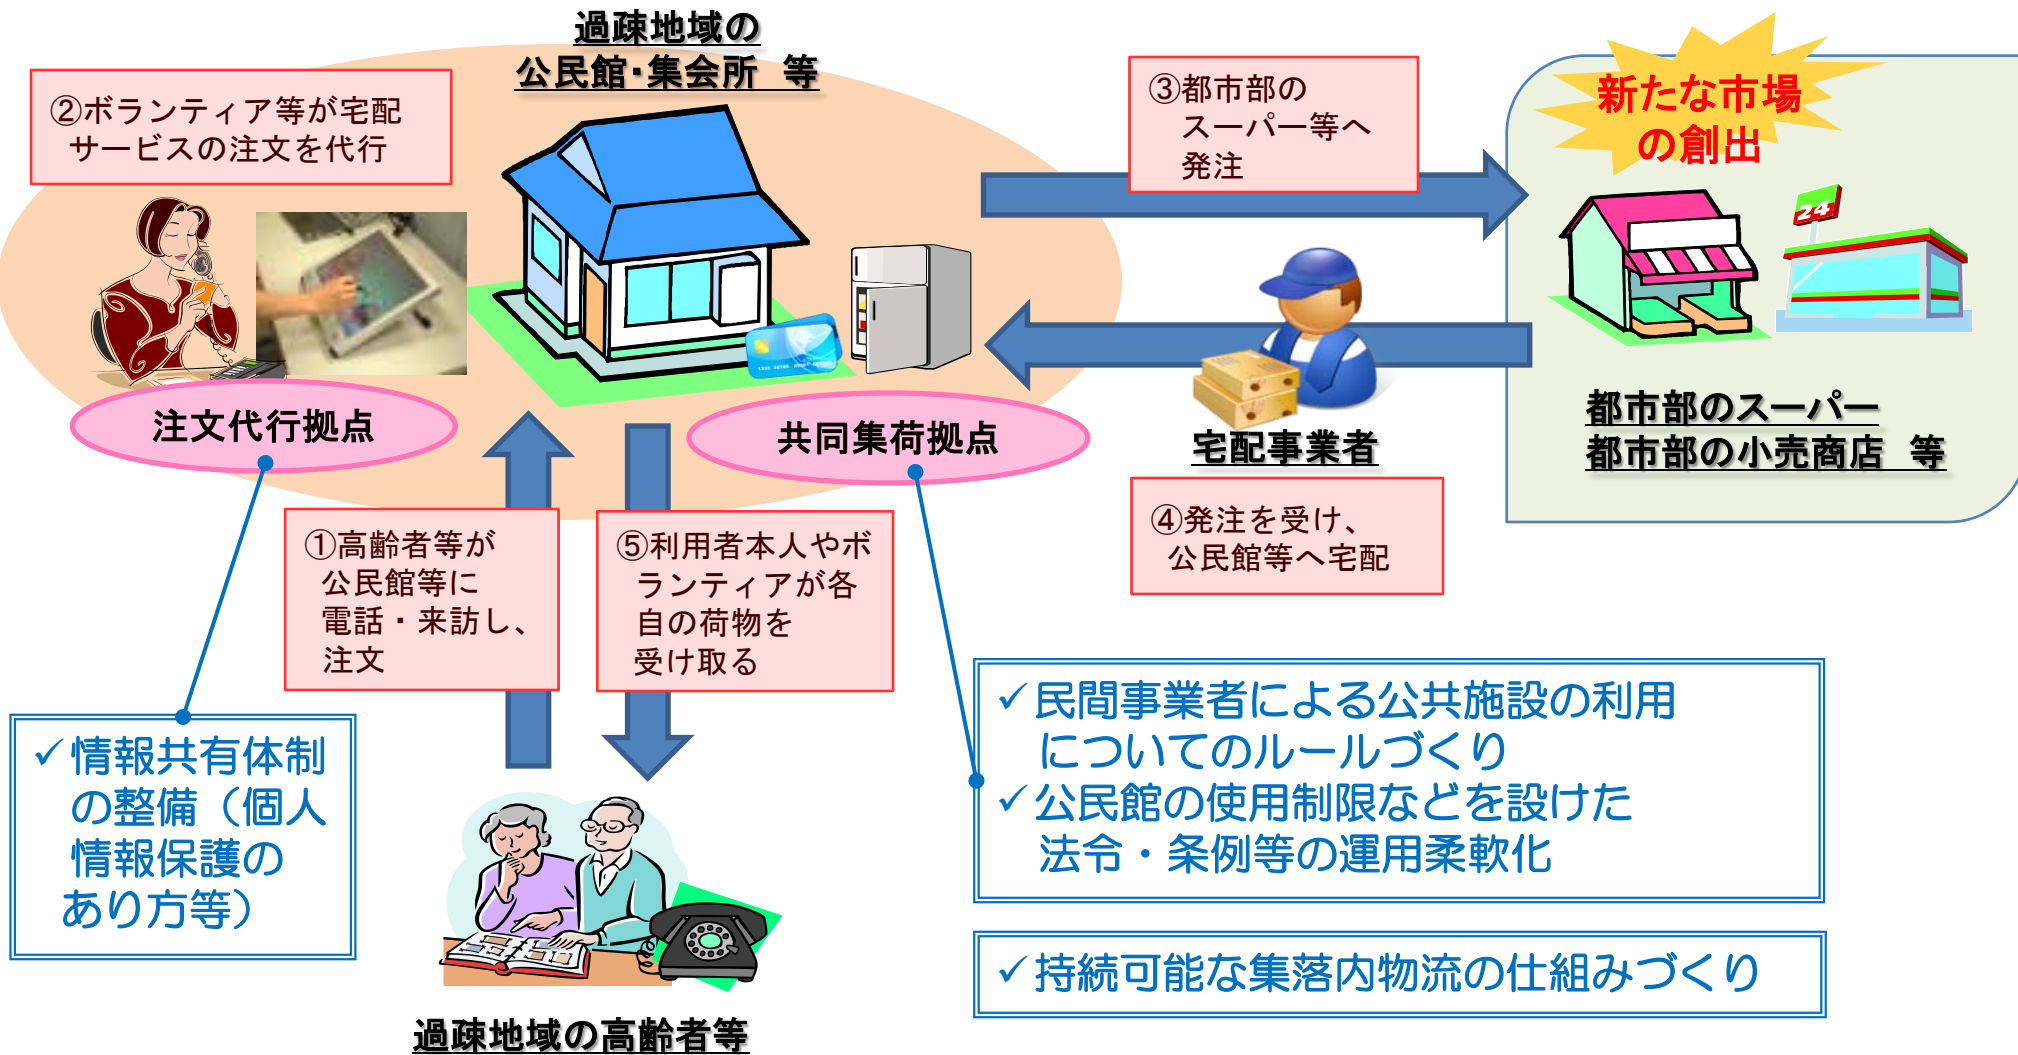 過疎地域の
公民館・集会所　等
②ボランティア等が宅配
サービスの注文を代行
③都市部の
スーパー等へ
発注
新たな市場
の創出
24
注文代行拠点
共同集荷拠点
宅配事業者
都市部のスーパー
都市部の小売商店　等
①高齢者等が
公民館等に
電話・来訪し、
注文
⑤利用者本人やボ
ランティアが各
自の荷物を
受け取る
④発注を受け、
公民館等へ宅配
✓情報共有体制
の整備（個人
情報保護の
あり方等）
✓民間事業者による公共施設の利用
についてのルールづくり
✓公民館の使用制限などを設けた
法令・条例等の運用柔軟化
✓持続可能な集落内物流の仕組みづくり
過疎地域の高齢者等